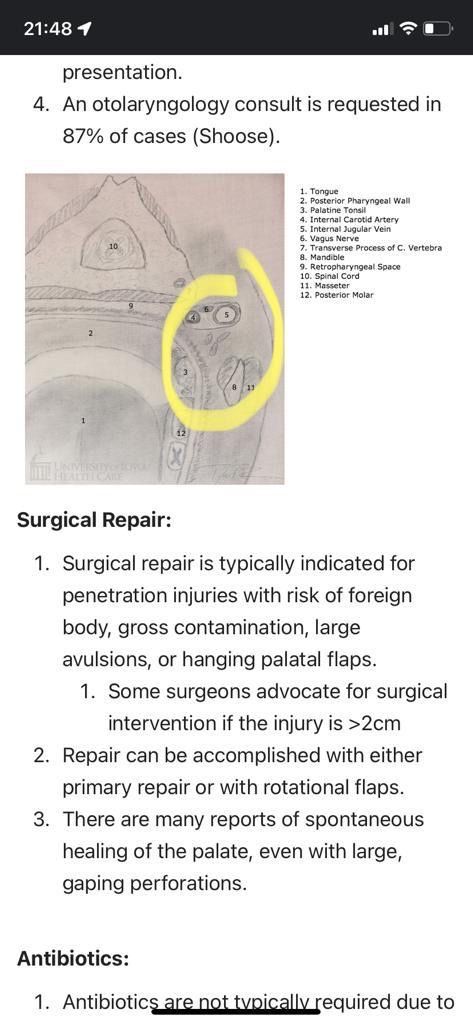 21:48
presentation.
4. An otolaryngology consult is requested in
87% of cases (Shoose).
1. Tongue
2. Posterior Pharyngeal Wall
3. Palatine Tonsil
4. Internal Carotid Artery
5. Internal Jugular Vein
6. Vagus Nerve
7. Transverse Process of C. Vertebra
8. Mandible
9. Retropharyngeal Space
10. Spinal Cord
11. Masseter
12. Posterior Molar
10
9
6
4
5
2
3
8
11
1
12
UNIVERSITY of IOWA
HEALTH CARE
Surgical Repair:
1. Surgical repair is typically indicated for
penetration injuries with risk of foreign
body, gross contamination, large
avulsions, or hanging palatal flaps.
1. Some surgeons advocate for surgical
intervention if the injury is >2cm
2. Repair can be accomplished with either
primary repair or with rotational flaps.
3. There are many reports of spontaneous
healing of the palate, even with large,
gaping perforations.
Antibiotics:
1. Antibiotics are not typically required due to